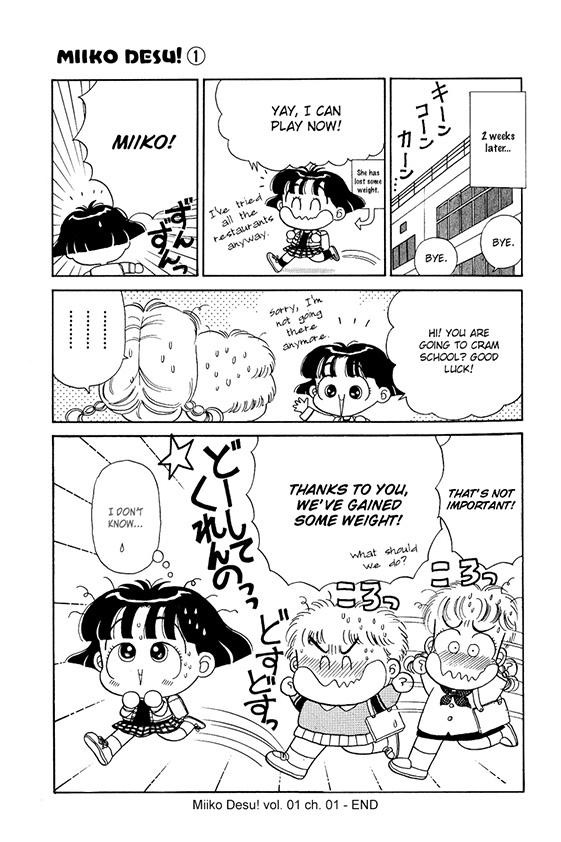 MIIKO DESU! ①
2 weeks
later...
キーン
コーン
カーン
BYE.
BYE.
YAY, I CAN
PLAY NOW!
She has
lost some
weight.
I've tried
all the
restaurants
anyway.
MIIKO!
ずんずんっ
HI! YOU ARE
GOING TO CRAM
SCHOOL? GOOD
LUCK!
sorry, I'm
not going
there
anymore.
THAT'S NOT
IMPORTANT!
THANKS TO YOU,
WE'VE GAINED
SOME WEIGHT!
what should
we do?
ころっ
ころっ
どーして
くれんのっっ
どすどすっ
I DON'T
KNOW...
Miiko Desu! vol. 01 ch. 01 - END